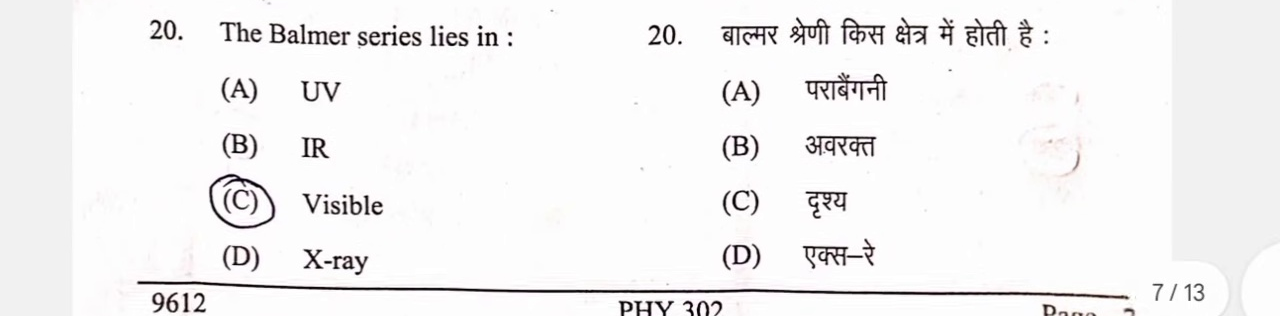 20. The Balmer series lies in :
(A) UV
(B) IR
(C) Visible
(D) X-ray
20. बाल्मर श्रेणी किस क्षेत्र में होती है :
(A) पराबैंगनी
(B) अवरक्त
(C) दृश्य
(D) एक्स–रे
9612 PHY 302
7 / 13